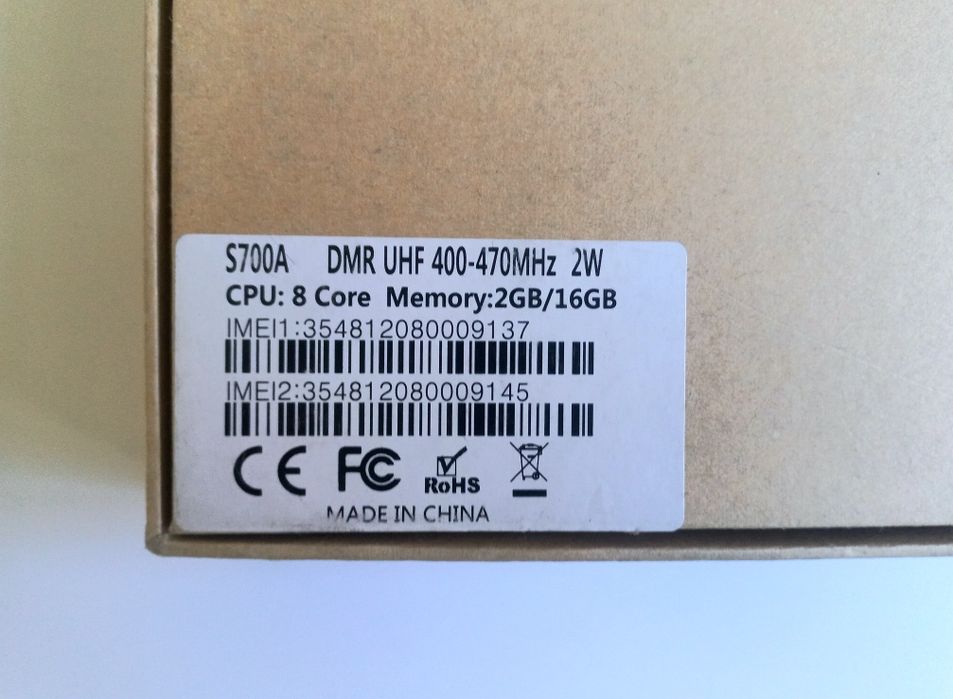 S700A DMR UHF 400-470MHz 2W
CPU: 8 Core Memory:2GB/16GB
IMEI1:354812080009137
IMEI2:354812080009145
CE FC RoHS
MADE IN CHINA